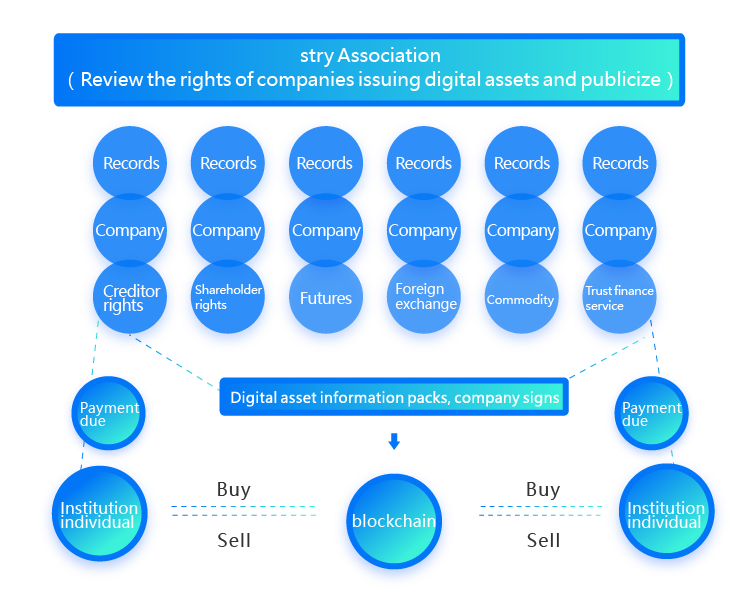 stry Association
( Review the rights of companies issuing digital assets and publicize )
Records Records Records Records Records Records
Company Company Company Company Company Company
Creditor
rights
Shareholder
rights
Futures
Foreign
exchange
Commodity
Trust finance
service
Digital asset information packs, company signs
Payment
due
Payment
due
Institution
individual
Buy
Sell
blockchain
Buy
Sell
Institution
individual